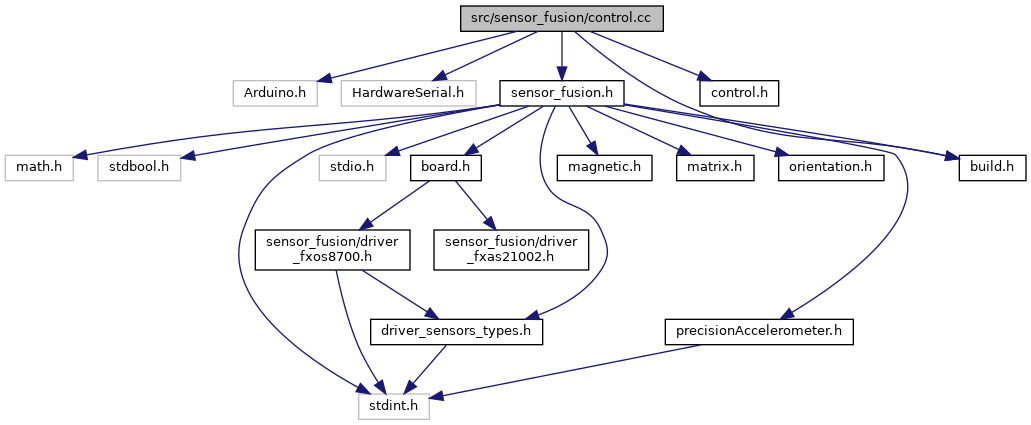 src/sensor_fusion/control.cc
Arduino.h
HardwareSerial.h
sensor_fusion.h
control.h
math.h
stdbool.h
stdio.h
board.h
magnetic.h
matrix.h
orientation.h
build.h
sensor_fusion/driver
_fxos8700.h
sensor_fusion/driver
_fxas21002.h
driver_sensors_types.h
precisionAccelerometer.h
stdint.h